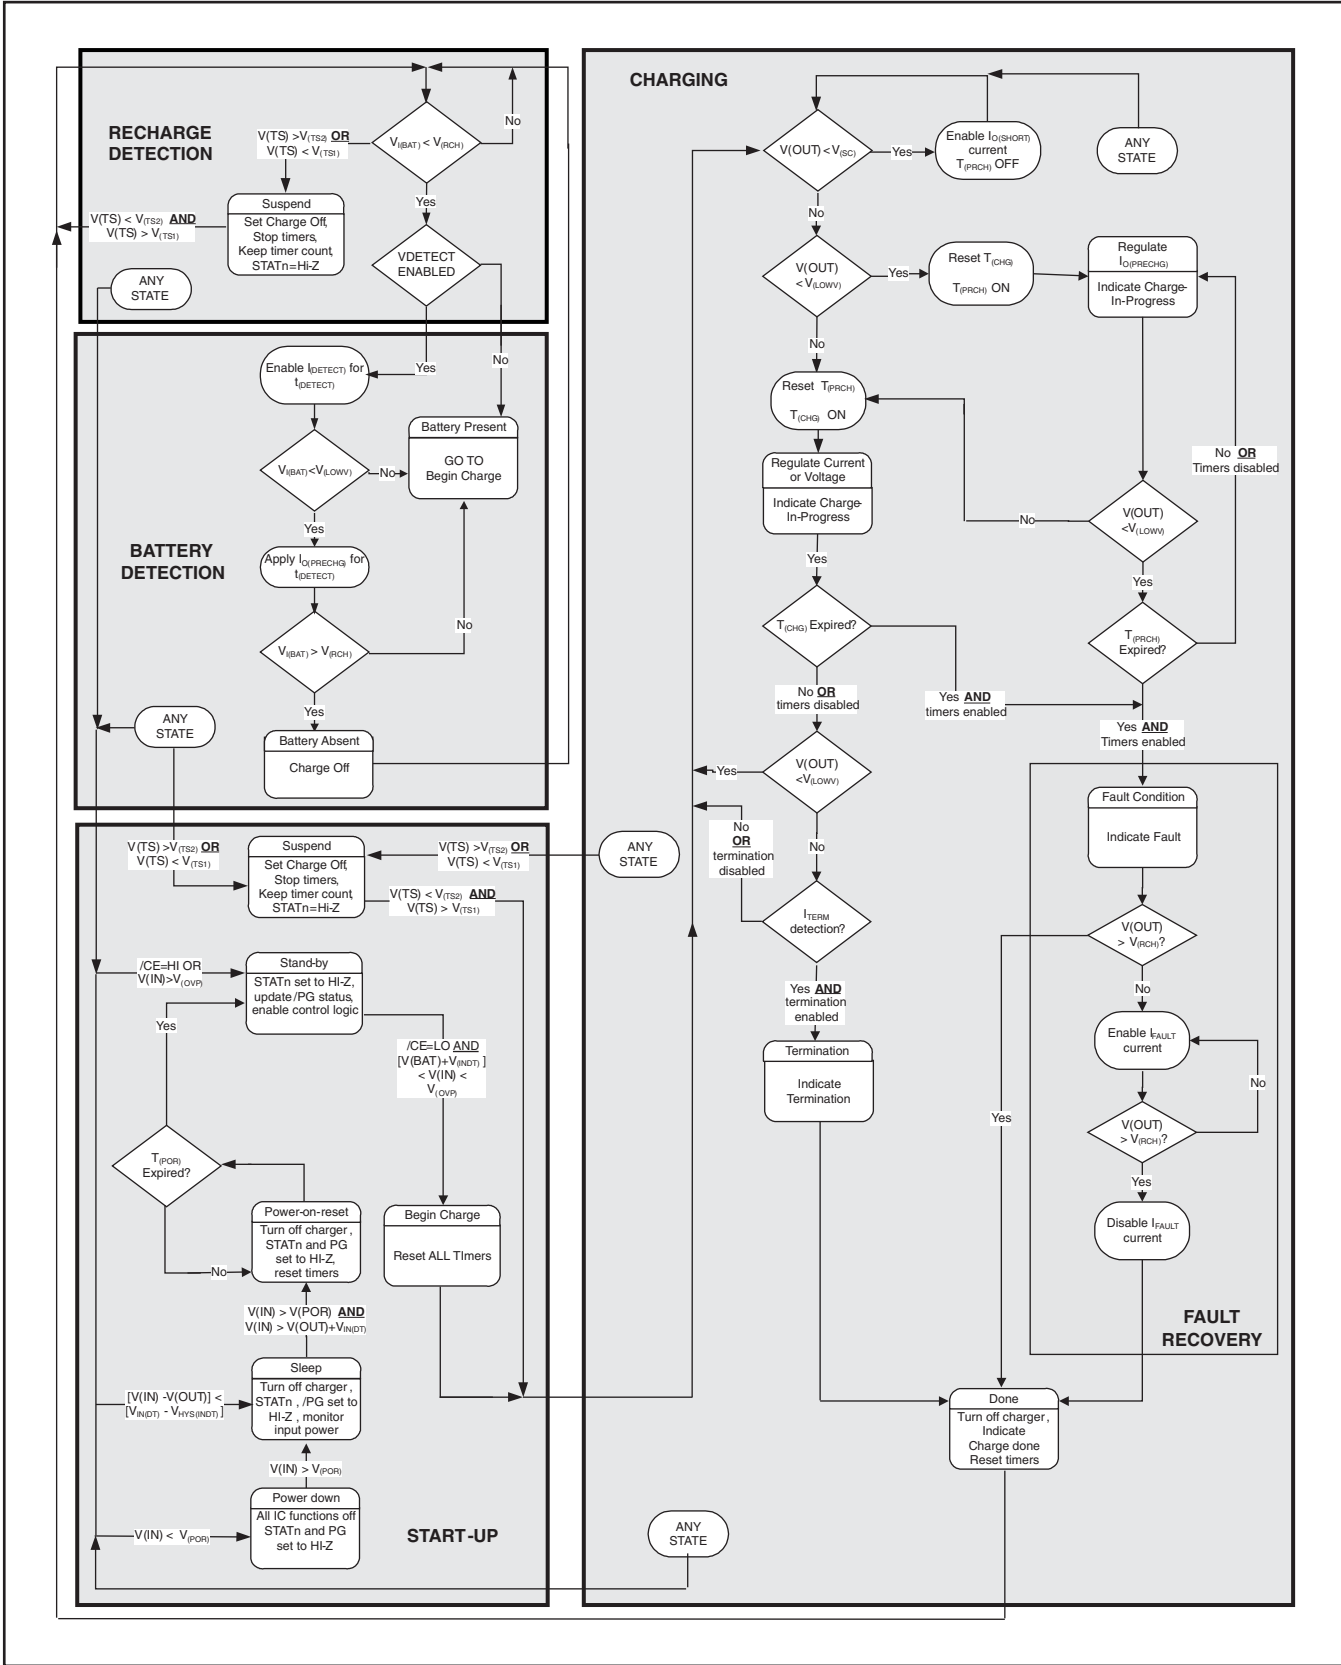 RECHARGE
DETECTION
V(TS) >V(TS2) OR
V(TS) < V(TS1)
VI(BAT) < V(RCH)
No
Yes
Suspend
Set Charge Off,
Stop timers,
Keep timer count,
STATn=Hi-Z
V(TS) < V(TS2) AND
V(TS) > V(TS1)
VDETECT
ENABLED
ANY
STATE
Yes
No
BATTERY
DETECTION
Enable I(DETECT) for
t(DETECT)
Battery Present
GO TO
Begin Charge
VI(BAT)<V(LOWV)
No
Yes
Apply IO(PRECHG) for
t(DETECT)
No
VI(BAT) > V(RCH)
Yes
ANY
STATE
Battery Absent
Charge Off
V(TS) >V(TS2) OR
V(TS) < V(TS1)
Suspend
Set Charge Off,
Stop timers,
Keep timer count,
STATn=Hi-Z
V(TS) >V(TS2) OR
V(TS) < V(TS1)
V(TS) < V(TS2) AND
V(TS) > V(TS1)
ANY
STATE
/CE=HI OR
V(IN)>V(OVP)
Stand-by
STATn set to HI-Z,
update /PG status,
enable control logic
Yes
/CE=LO AND
[V(BAT)+V(INDT) ]
< V(IN) <
V(OVP)
T(POR)
Expired?
Power-on-reset
Turn off charger ,
STATn and PG
set to HI-Z,
reset timers
No
Begin Charge
Reset ALL TImers
V(IN) > V(POR) AND
V(IN) > V(OUT)+VIN(DT)
[V(IN) -V(OUT)] <
[VIN(DT) - VHYS(INDT) ]
Sleep
Turn off charger ,
STATn , /PG set to
HI-Z , monitor
input power
V(IN) > V(POR)
V(IN) < V(POR)
Power down
All IC functions off
STATn and PG
set to HI-Z
START-UP
CHARGING
V(OUT) < V(SC)
Yes
Enable IO(SHORT)
current
T(PRCH) OFF
ANY
STATE
No
V(OUT)
< V(LOWV)
Yes
Reset T(CHG)
T(PRCH) ON
Regulate
IO(PRECHG)
Indicate Charge-
In-Progress
No
Reset T(PRCH)
T(CHG) ON
Regulate Current
or Voltage
Indicate Charge-
In-Progress
No OR
Timers disabled
V(OUT)
<V(LOWV)
No
Yes
Yes
T(CHG) Expired?
T(PRCH)
Expired?
No OR
timers disabled
Yes AND
timers enabled
Yes AND
Timers enabled
V(OUT)
<V(LOWV)
Yes
No
OR
termination
disabled
No
ITERM
detection?
Yes AND
termination
enabled
Termination
Indicate
Termination
Fault Condition
Indicate Fault
V(OUT)
> V(RCH)?
No
Enable IFAULT
current
No
Yes
V(OUT)
> V(RCH)?
Yes
Disable IFAULT
current
FAULT
RECOVERY
Done
Turn off charger ,
Indicate
Charge done
Reset timers
ANY
STATE